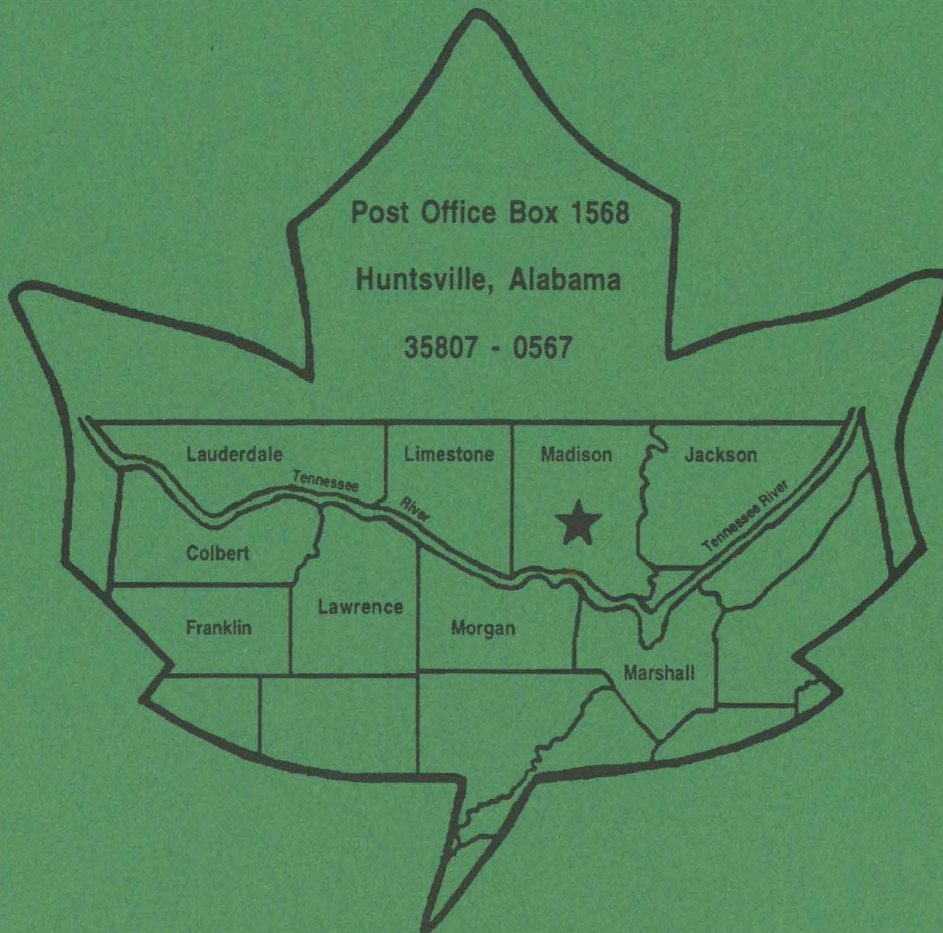 Post Office Box 1568
Huntsville, Alabama
35807 - 0567
Lauderdale
Limestone
Madison
Jackson
Tennessee
River
Tennessee River
Colbert
Lawrence
Franklin
Morgan
Marshall